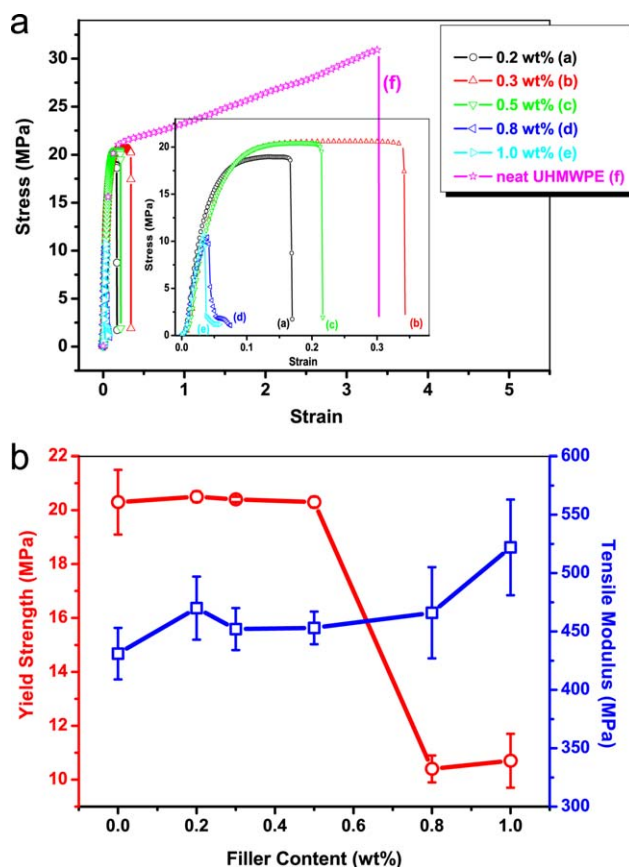 a
35
30
25
20
15
10
5
0
Stress (MPa)
0 1 2 3 4 5
Strain
(f)
0.2 wt% (a)
0.3 wt% (b)
0.5 wt% (c)
0.8 wt% (d)
1.0 wt% (e)
neat UHMWPE (f)
25
20
15
10
5
0
Stress (MPa)
(e) (d) (a) (c) (b)
0.0 0.1 0.2 0.3
Strain
b
22
20
18
16
14
12
10
Yield Strength (MPa)
600
550
500
450
400
350
300
Tensile Modulus (MPa)
0.0 0.2 0.4 0.6 0.8 1.0
Filler Content (wt%)